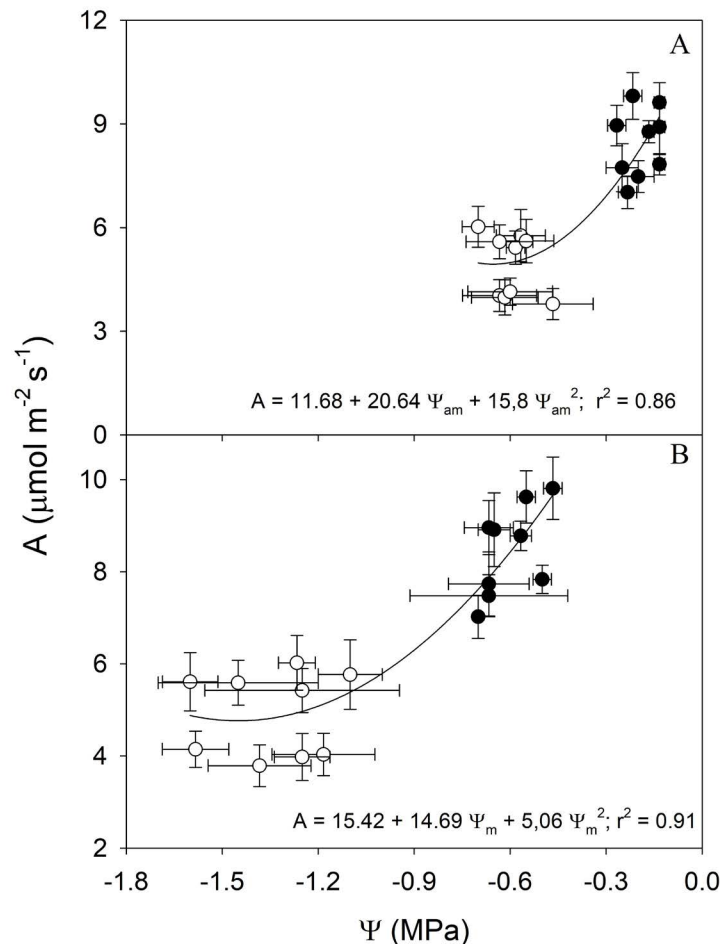 12
A
9
6
3
A = 11.68 + 20.64 Ψam + 15,8 Ψam²; r² = 0.86
0
A (μmol m⁻² s⁻¹)
B
10
8
6
4
A = 15.42 + 14.69 Ψm + 5,06 Ψm²; r² = 0.91
2
-1.8 -1.5 -1.2 -0.9 -0.6 -0.3 0.0
Ψ (MPa)